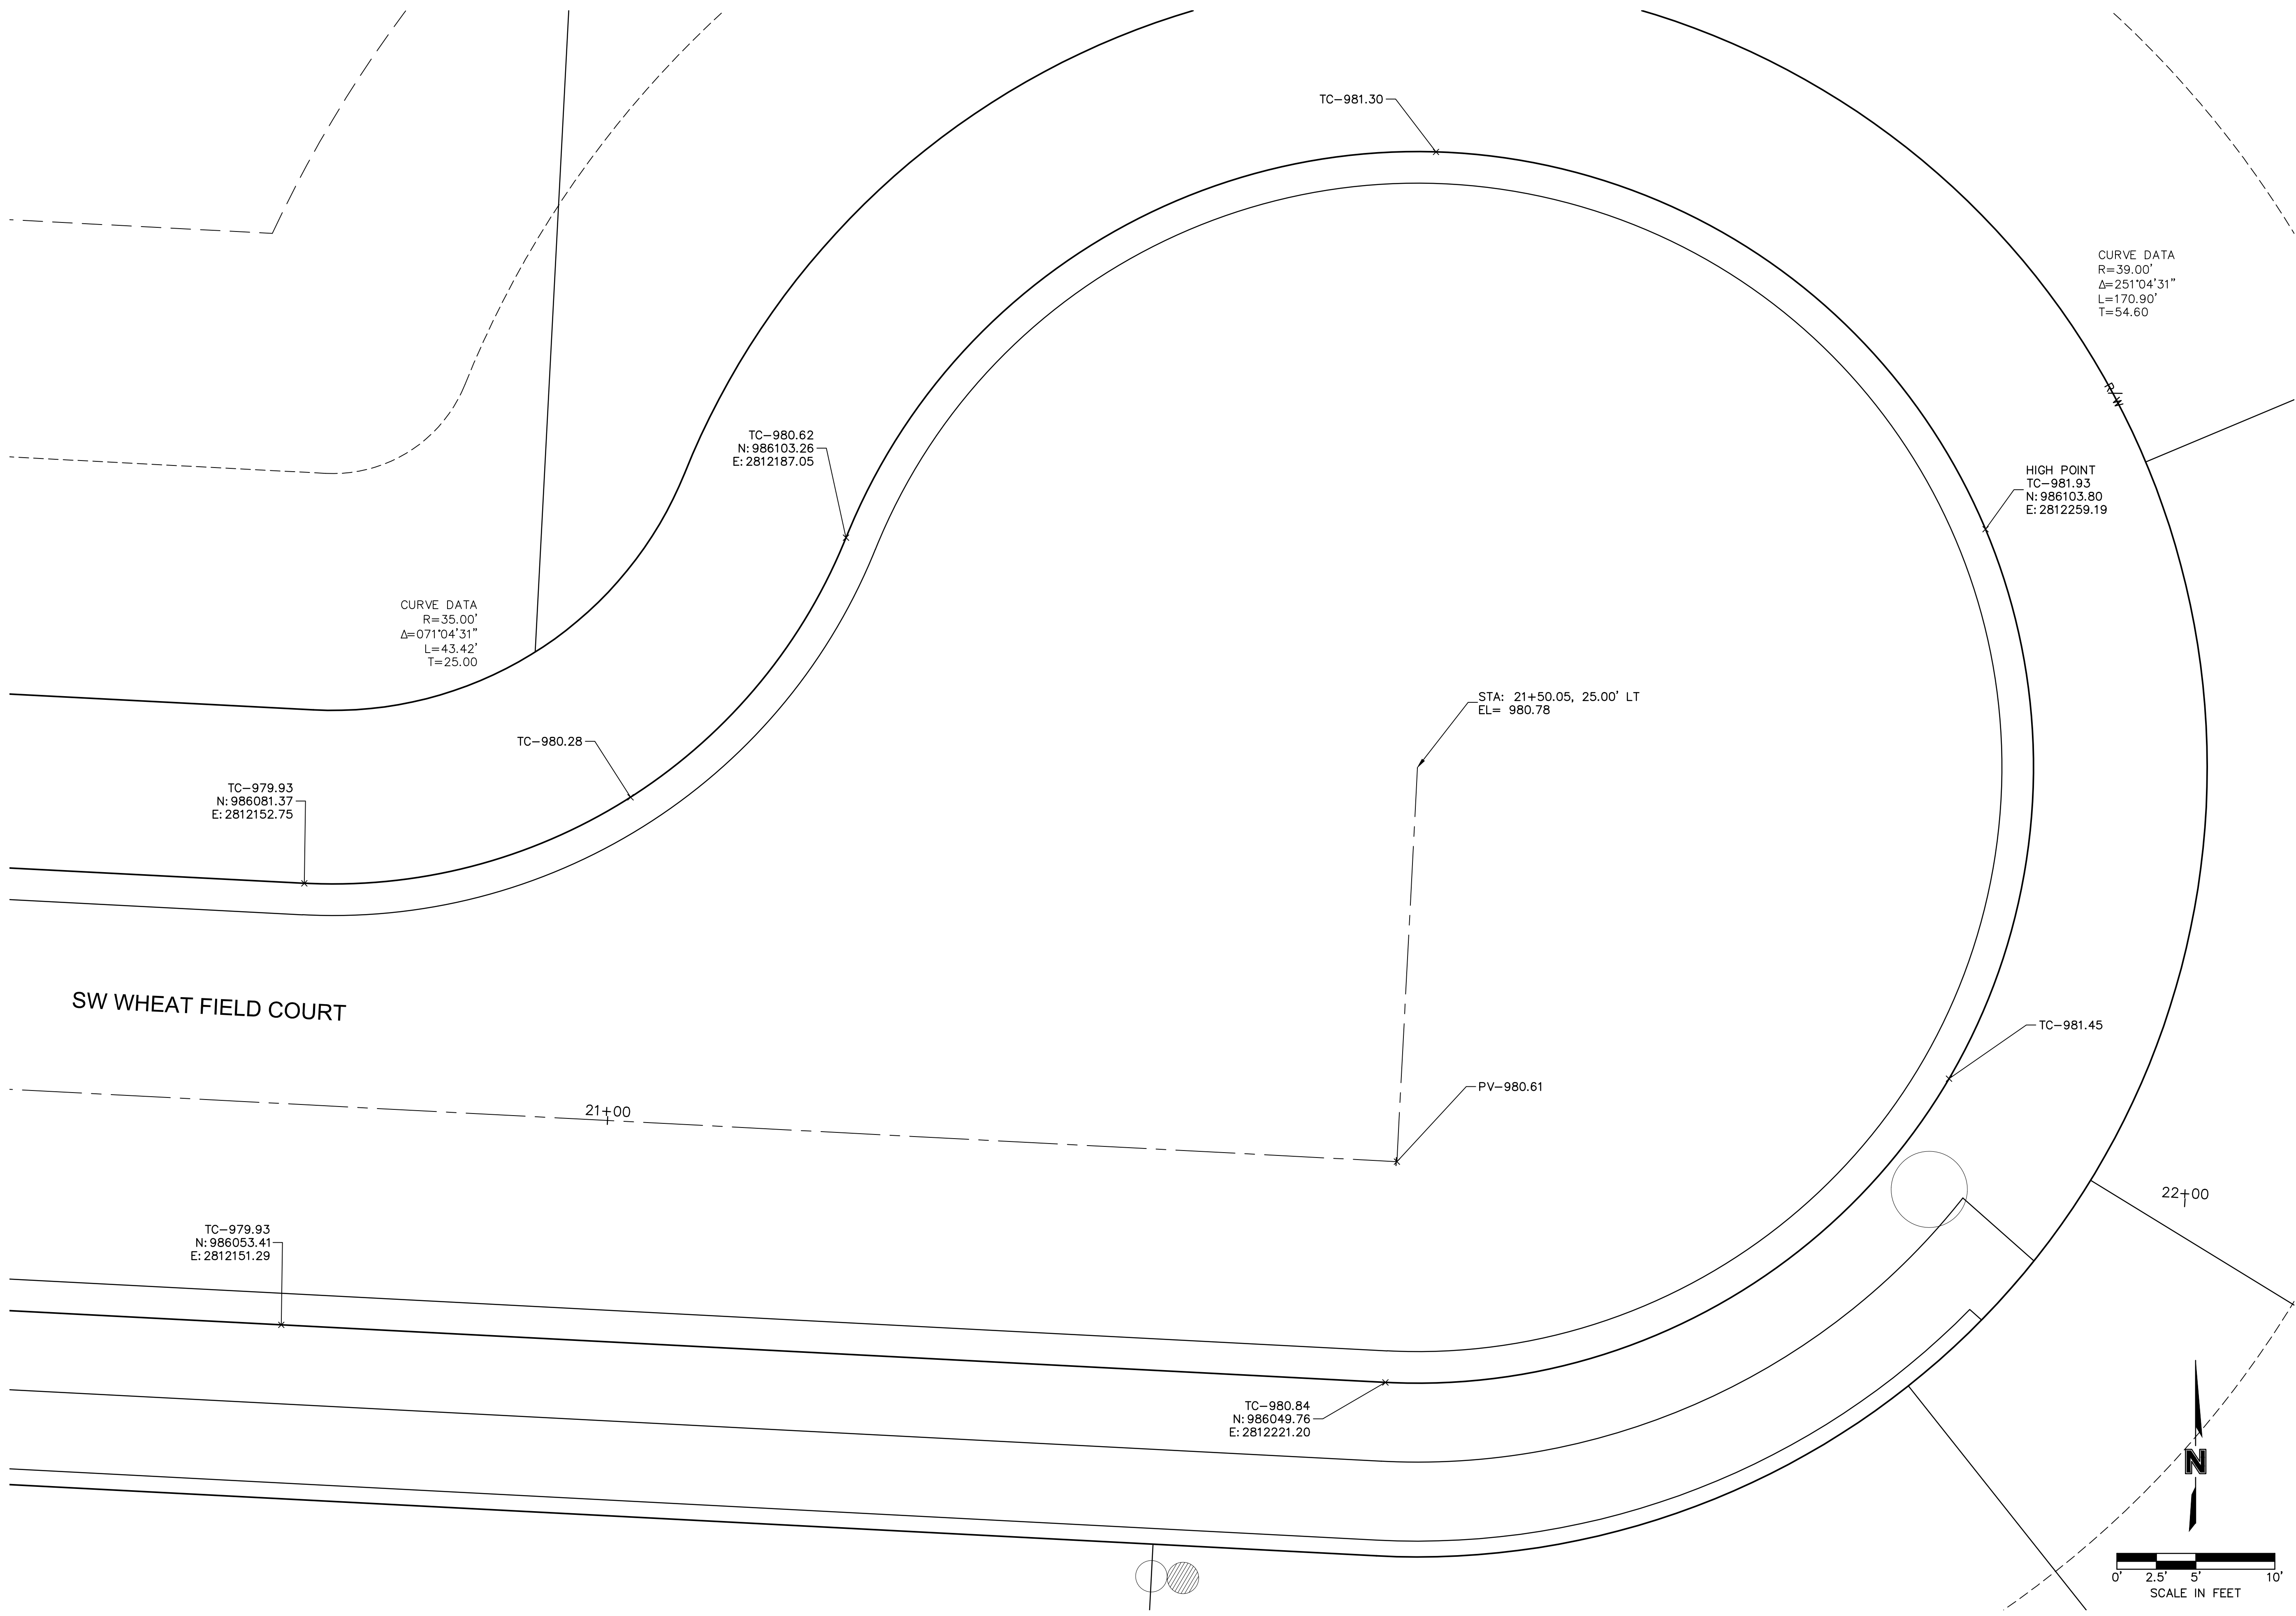 TC-981.30
CURVE DATA
R=39.00'
Δ=251°04'31"
L=170.90'
T=54.60
R/W
TC-980.62
N:986103.26
E:2812187.05
HIGH POINT
TC-981.93
N:986103.80
E:2812259.19
CURVE DATA
R=35.00'
Δ=071°04'31"
L=43.42'
T=25.00
STA: 21+50.05, 25.00' LT
EL= 980.78
TC-980.28
TC-979.93
N:986081.37
E:2812152.75
SW WHEAT FIELD COURT
TC-981.45
PV-980.61
21+00
22+00
TC-979.93
N:986053.41
E:2812151.29
TC-980.84
N:986049.76
E:2812221.20
N
0' 2.5' 5' 10'
SCALE IN FEET